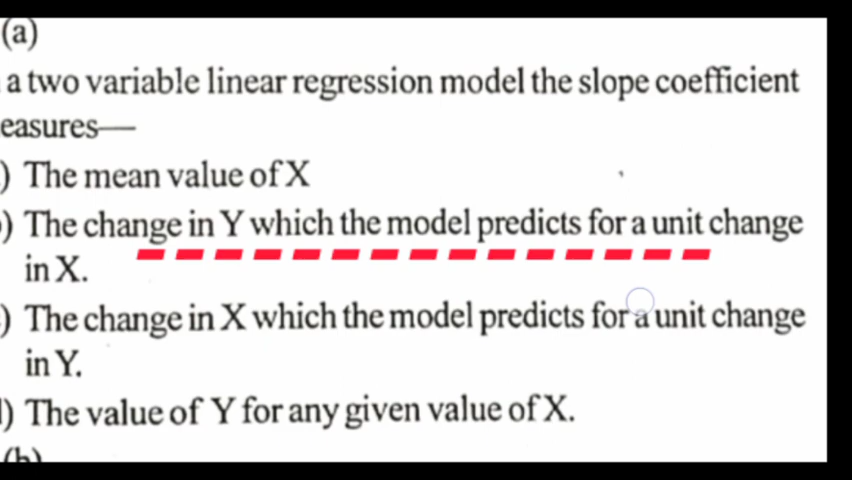 (a)
a two variable linear regression model the slope coefficient
easures—
) The mean value of X
) The change in Y which the model predicts for a unit change
in X.
) The change in X which the model predicts for a unit change
in Y.
) The value of Y for any given value of X.
(b)